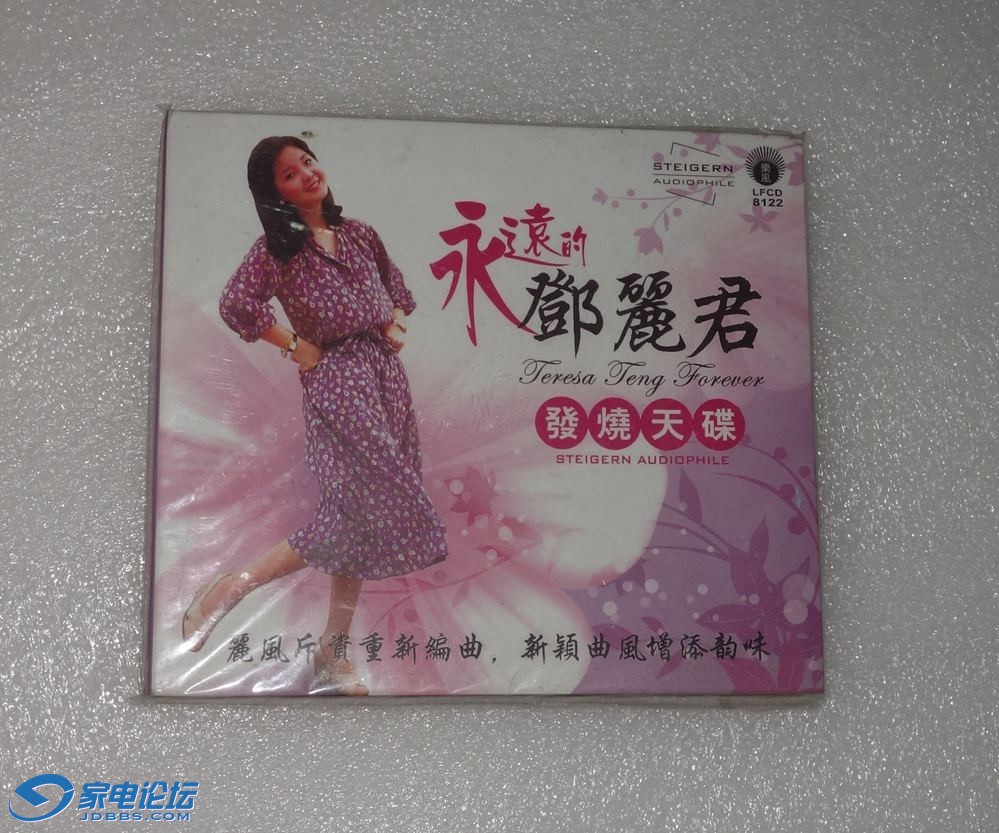 STEIGERN
AUDIOPHILE
樂風
LFCD
8122
永遠的
鄧麗君
Teresa Teng Forever
發燒天碟
STEIGERN AUDIOPHILE
麗風斥資重新編曲，新穎曲風增添韵味
家电论坛
JDBBS.COM